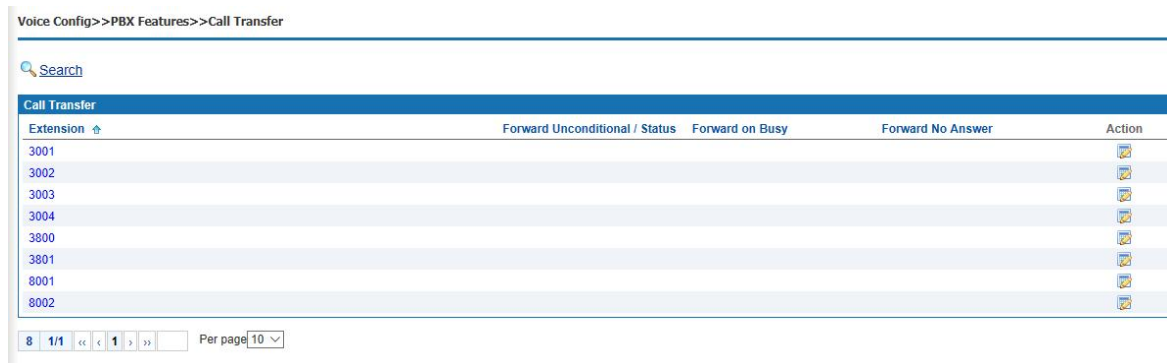 Voice Config>>PBX Features>>Call Transfer
Search
Call Transfer
Extension Forward Unconditional / Status Forward on Busy Forward No Answer Action
3001
3002
3003
3004
3800
3801
8001
8002
8 1/1 ‹‹ ‹ 1 › ›› Per page 10